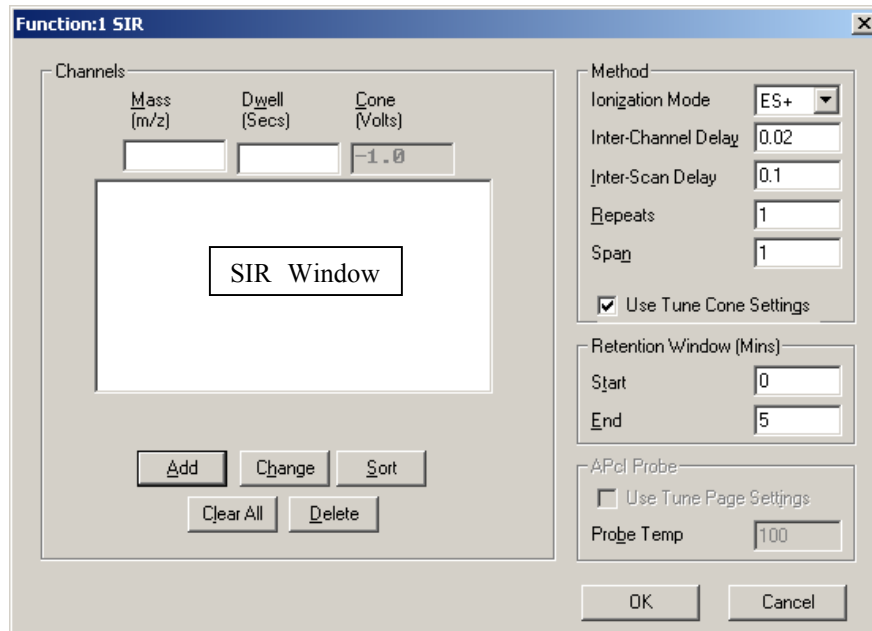 Function:1 SIR
Channels
Mass (m/z)
Dwell (Secs)
Cone (Volts)
-1.0
SIR Window
Add
Change
Sort
Clear All
Delete
Method
Ionization Mode ES+
Inter-Channel Delay 0.02
Inter-Scan Delay 0.1
Repeats 1
Span 1
Use Tune Cone Settings
Retention Window (Mins)
Start 0
End 5
APcI Probe
Use Tune Page Settings
Probe Temp 100
OK
Cancel